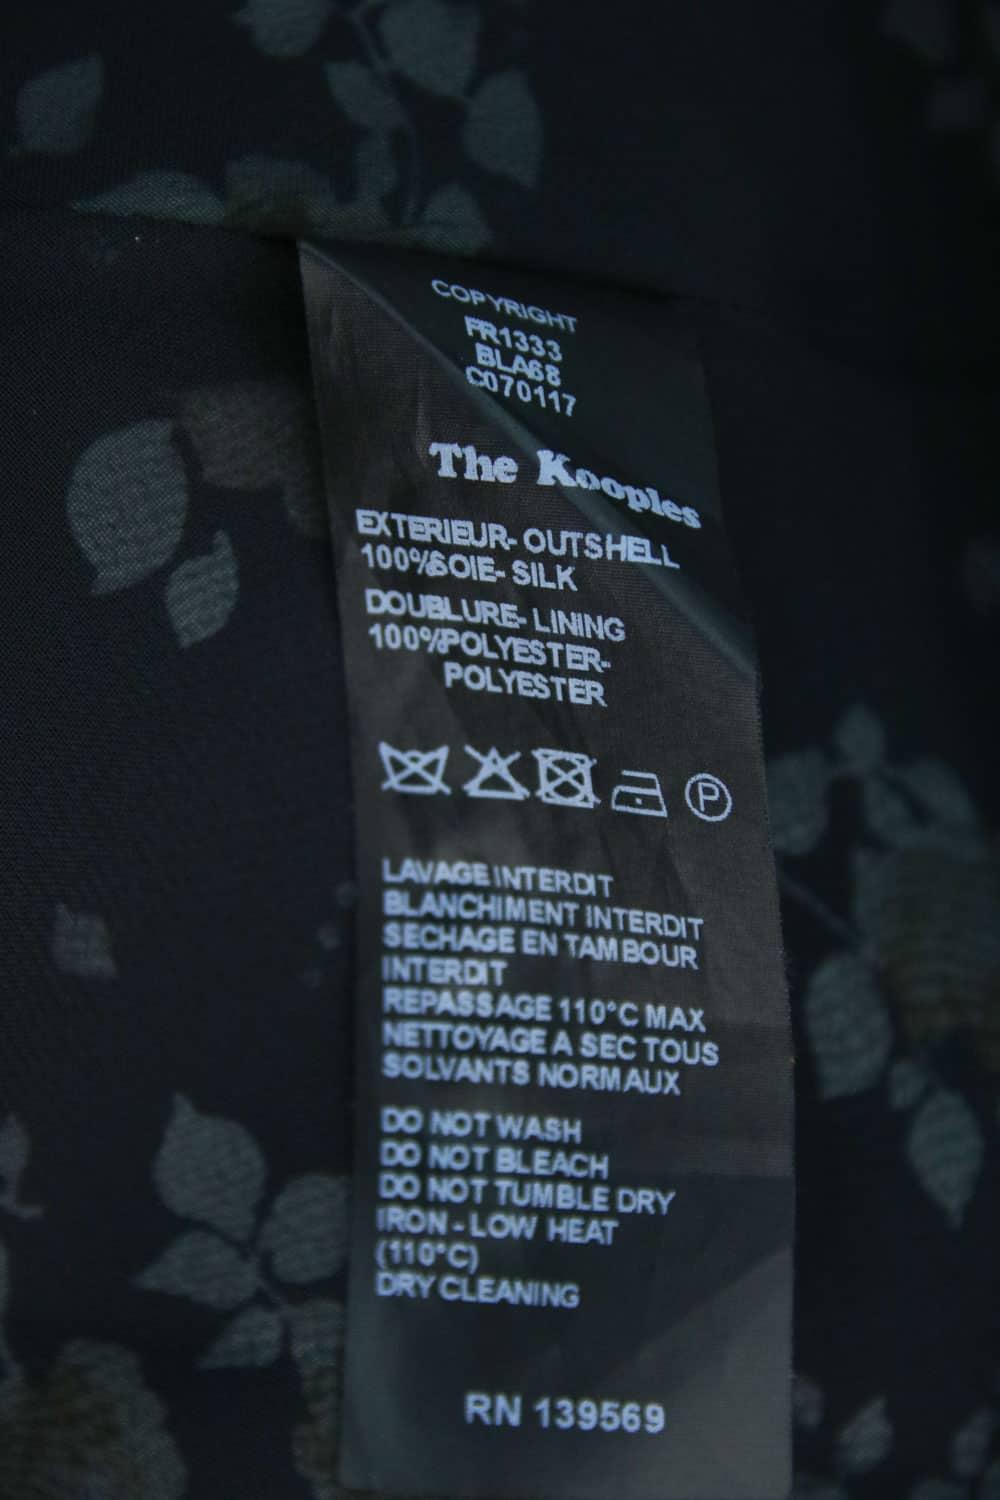 COPYRIGHT
FR1333
BLA68
C070117
The Kooples
EXTERIEUR- OUTSHELL
100%SOIE- SILK
DOUBLURE- LINING
100%POLYESTER-
POLYESTER
P
LAVAGE INTERDIT
BLANCHIMENT INTERDIT
SECHAGE EN TAMBOUR
INTERDIT
REPASSAGE 110°C MAX
NETTOYAGE A SEC TOUS
SOLVANTS NORMAUX
DO NOT WASH
DO NOT BLEACH
DO NOT TUMBLE DRY
IRON - LOW HEAT
(110°C)
DRY CLEANING
RN 139569